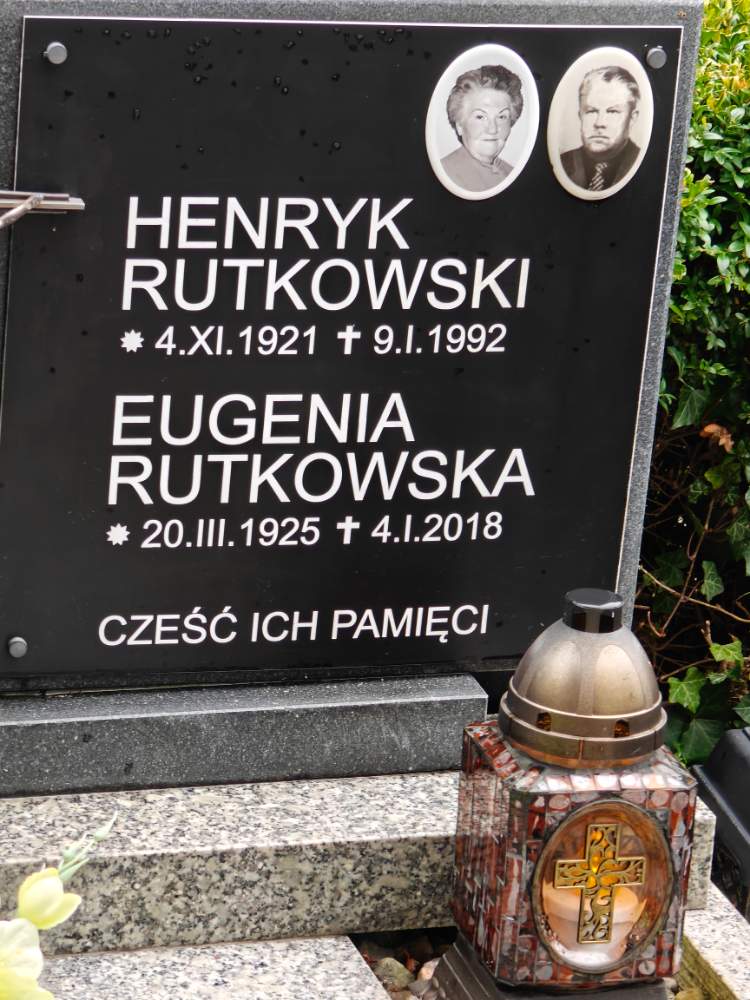 HENRYK
RUTKOWSKI
* 4.XI.1921 ✝ 9.I.1992
EUGENIA
RUTKOWSKA
* 20.III.1925 ✝ 4.I.2018
CZEŚĆ ICH PAMIĘCI